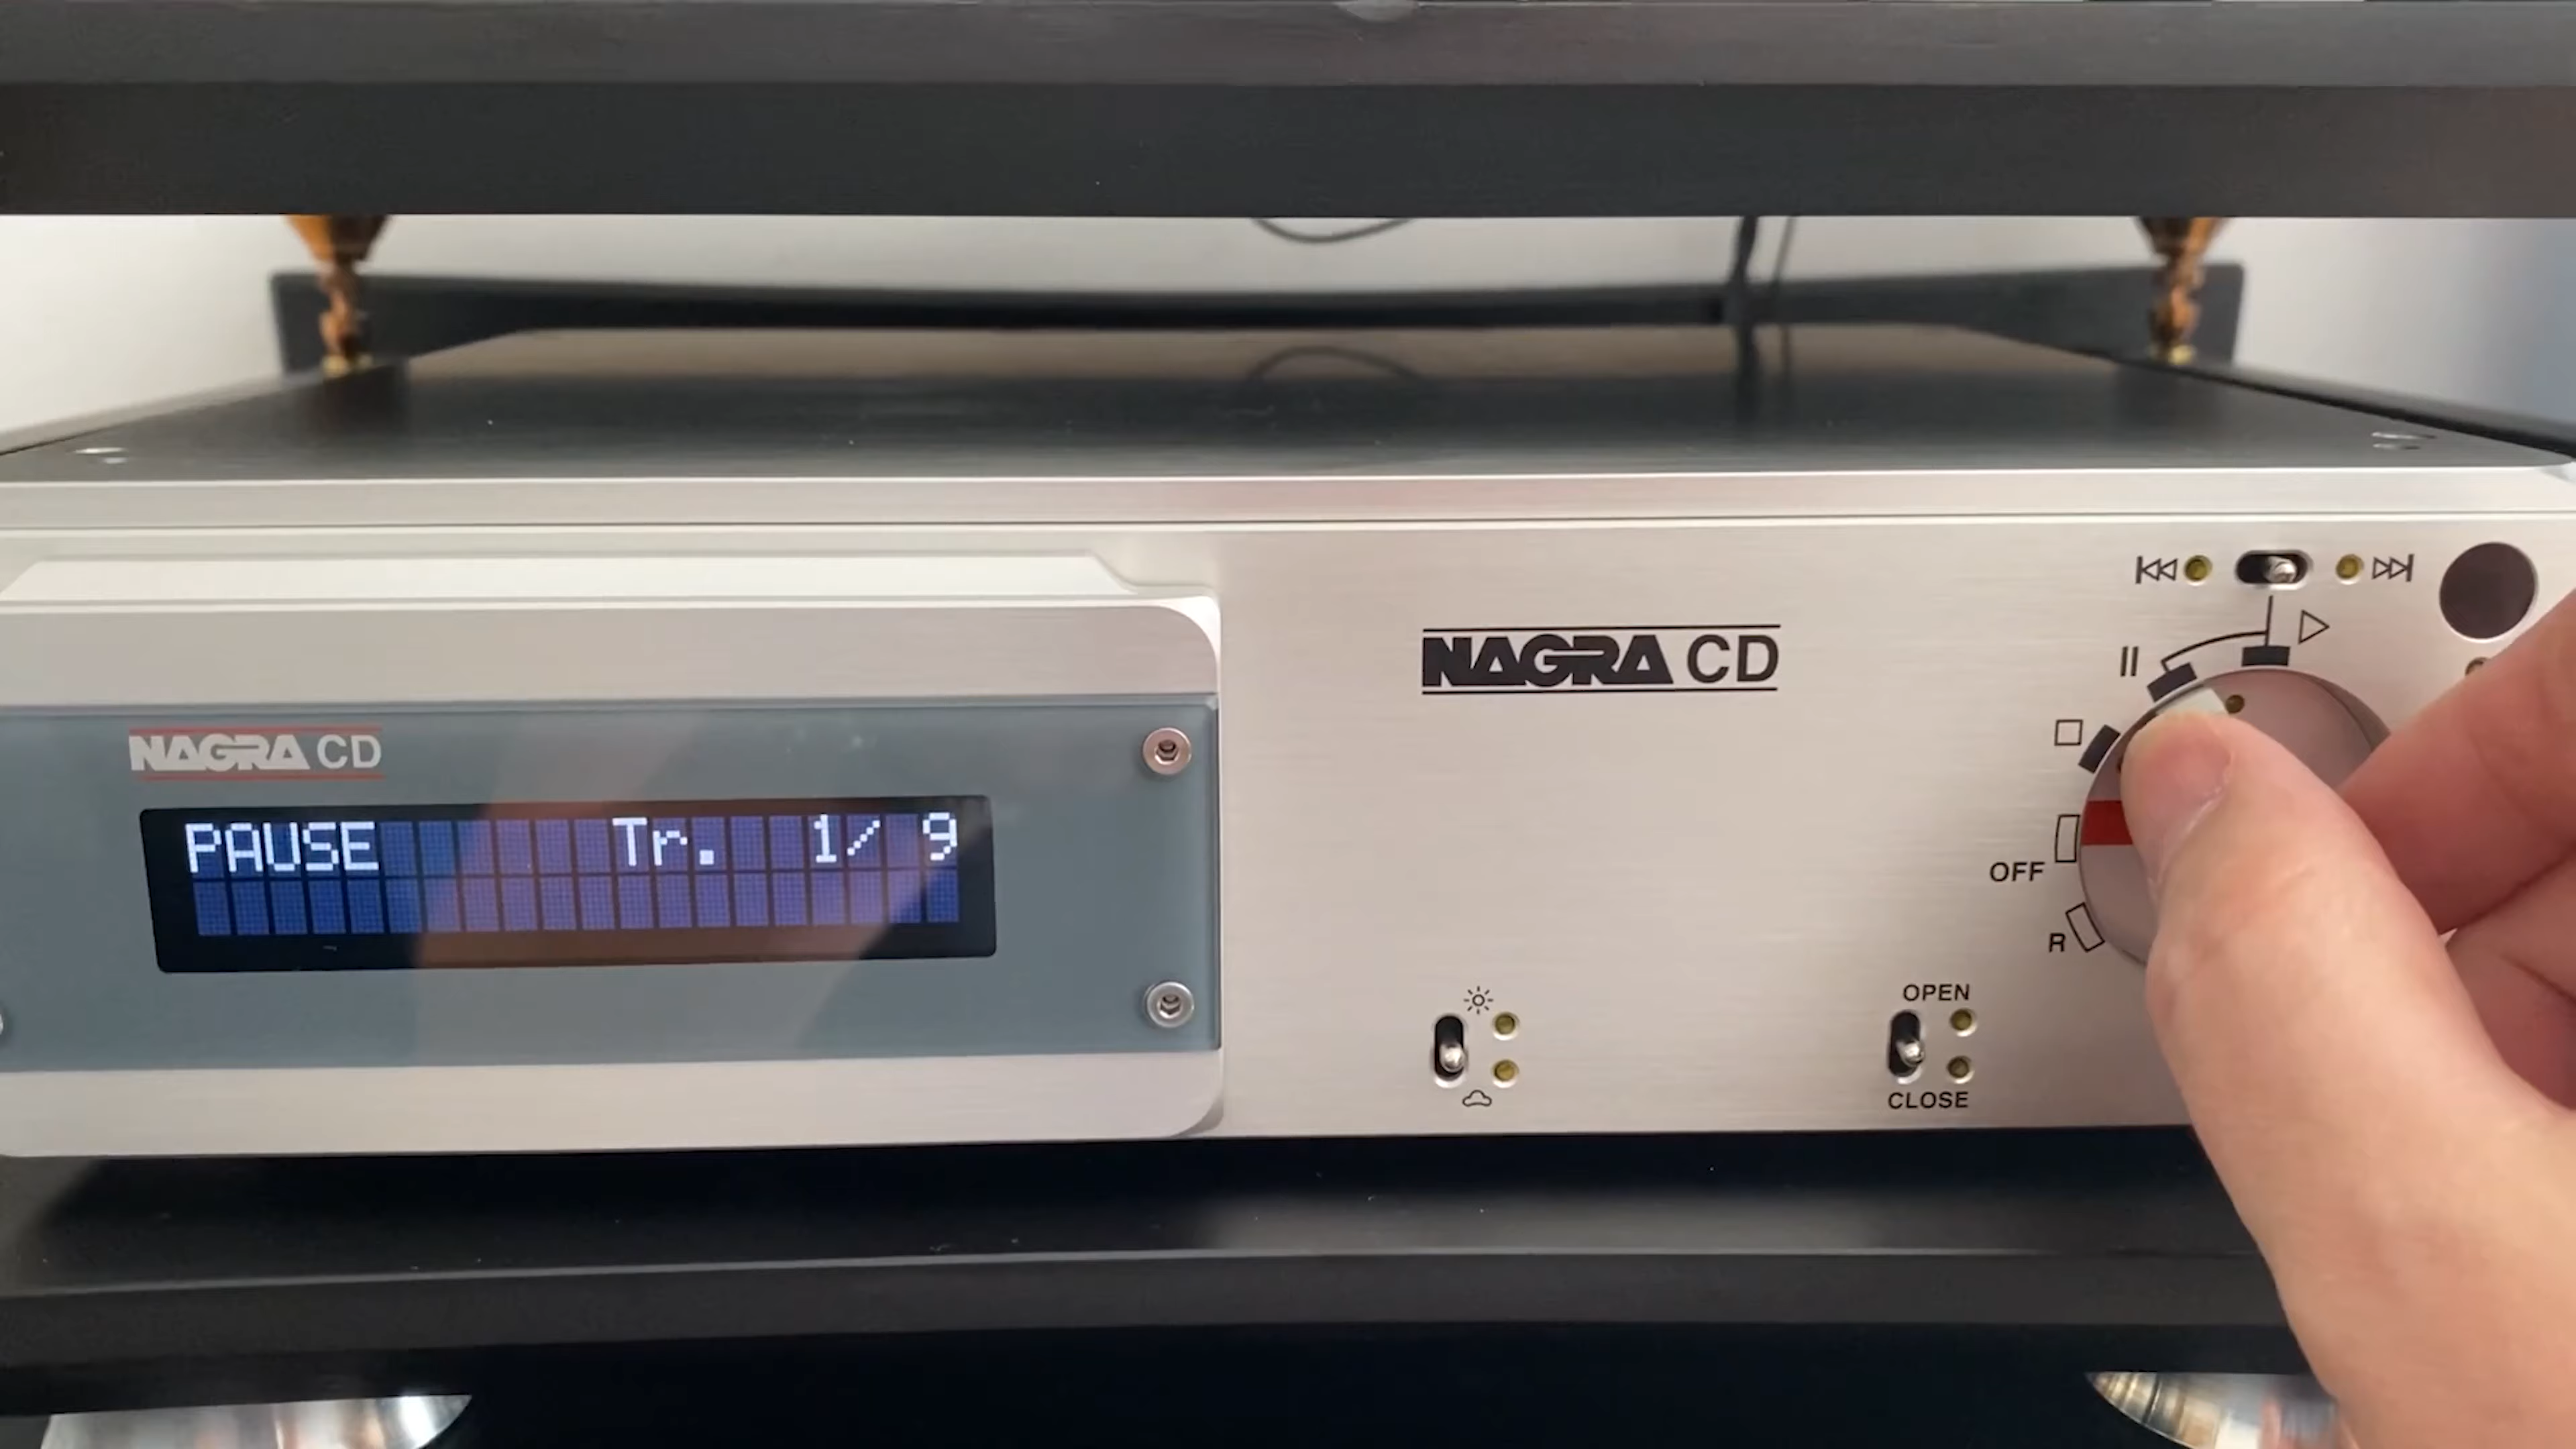 NAGRA CD
NAGRA CD
PAUSE Tr. 1/ 9
OFF
R
OPEN
CLOSE